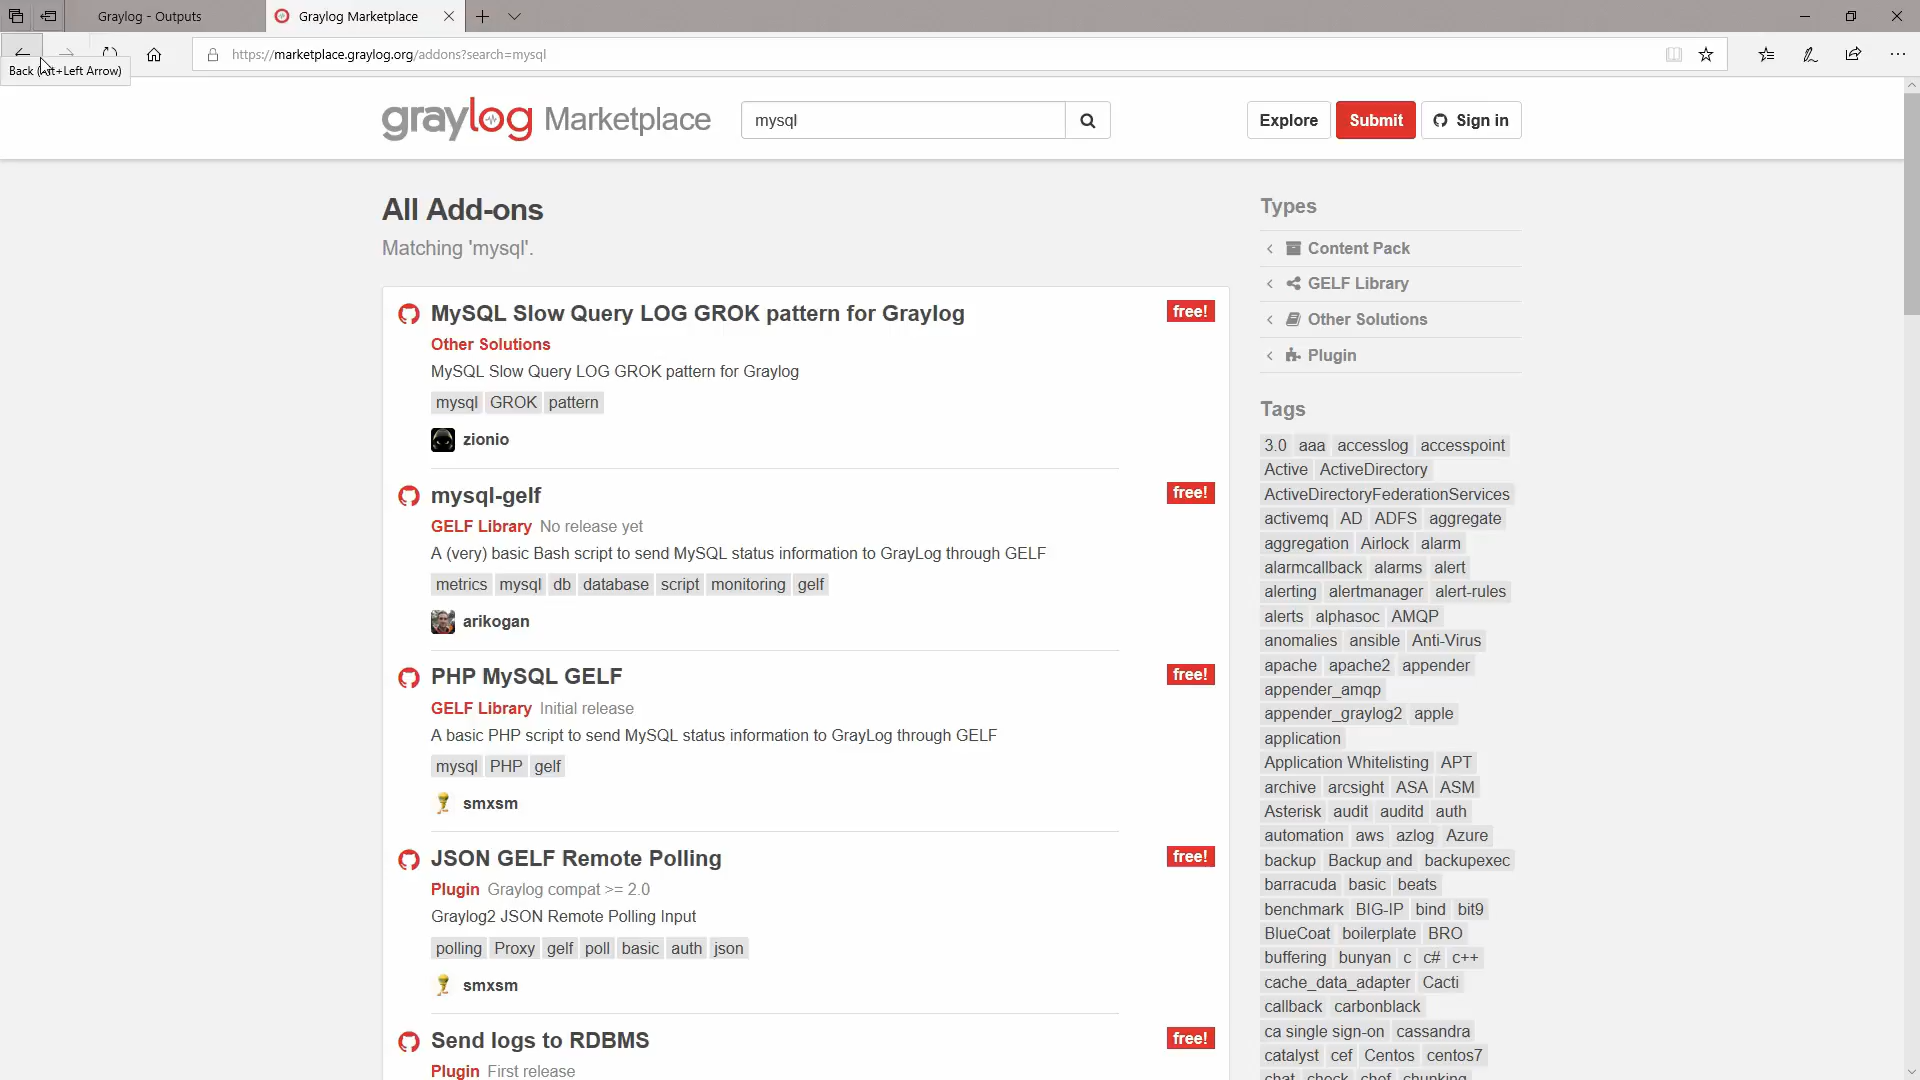 Graylog - Outputs
Graylog Marketplace
https://marketplace.graylog.org/addons?search=mysql
Back (Alt+Left Arrow)
graylog Marketplace
mysql
Explore
Submit
Sign in
All Add-ons
Matching 'mysql'.
MySQL Slow Query LOG GROK pattern for Graylog
free!
Other Solutions
MySQL Slow Query LOG GROK pattern for Graylog
mysql GROK pattern
zionio
mysql-gelf
free!
GELF Library No release yet
A (very) basic Bash script to send MySQL status information to GrayLog through GELF
metrics mysql db database script monitoring gelf
arikogan
PHP MySQL GELF
free!
GELF Library Initial release
A basic PHP script to send MySQL status information to GrayLog through GELF
mysql PHP gelf
smxsm
JSON GELF Remote Polling
free!
Plugin Graylog compat >= 2.0
Graylog2 JSON Remote Polling Input
polling Proxy gelf poll basic auth json
smxsm
Send logs to RDBMS
free!
Plugin First release
Types
Content Pack
GELF Library
Other Solutions
Plugin
Tags
3.0 aaa accesslog accesspoint
Active ActiveDirectory
ActiveDirectoryFederationServices
activemq AD ADFS aggregate
aggregation Airlock alarm
alarmcallback alarms alert
alerting alertmanager alert-rules
alerts alphasoc AMQP
anomalies ansible Anti-Virus
apache apache2 appender
appender_amqp
appender_graylog2 apple
application
Application Whitelisting APT
archive arcsight ASA ASM
Asterisk audit auditd auth
automation aws azlog Azure
backup Backup and backupexec
barracuda basic beats
benchmark BIG-IP bind bit9
BlueCoat boilerplate BRO
buffering bunyan c c# c++
cache_data_adapter Cacti
callback carbonblack
ca single sign-on cassandra
catalyst cef Centos centos7
chat check chef chunking